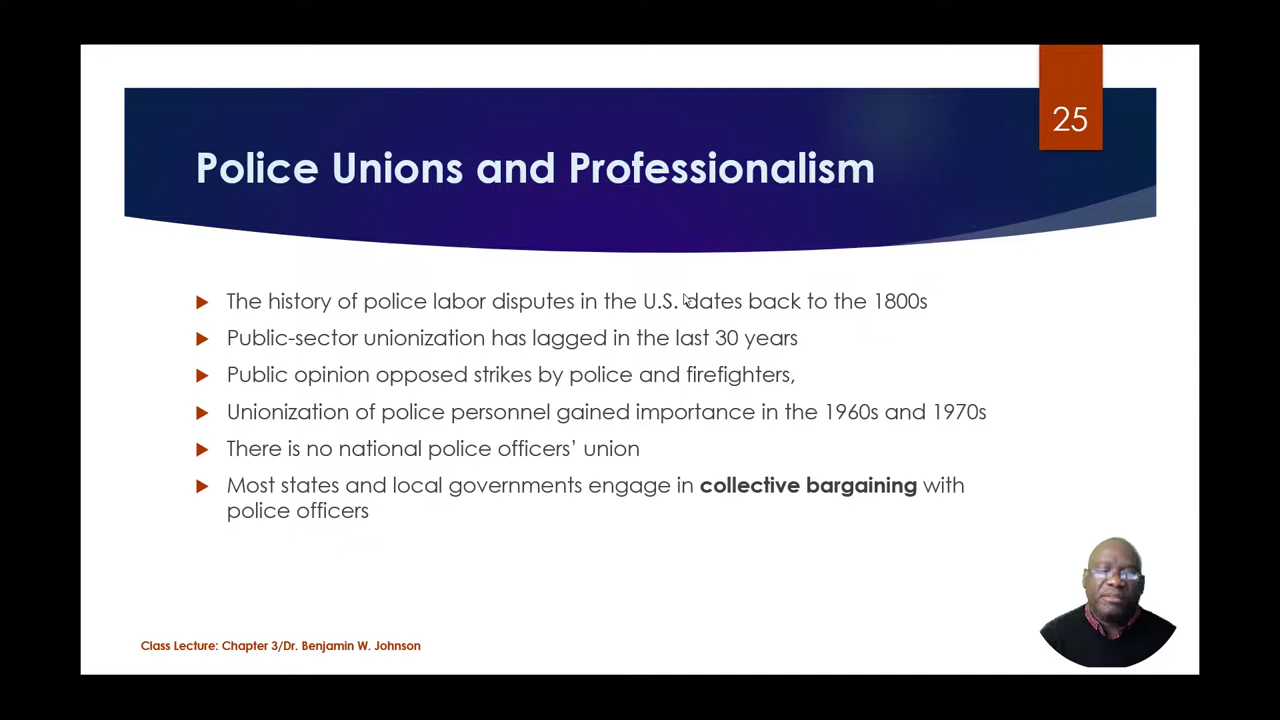 25
Police Unions and Professionalism
The history of police labor disputes in the U.S. dates back to the 1800s
Public-sector unionization has lagged in the last 30 years
Public opinion opposed strikes by police and firefighters,
Unionization of police personnel gained importance in the 1960s and 1970s
There is no national police officers’ union
Most states and local governments engage in collective bargaining with
police officers
Class Lecture: Chapter 3/Dr. Benjamin W. Johnson